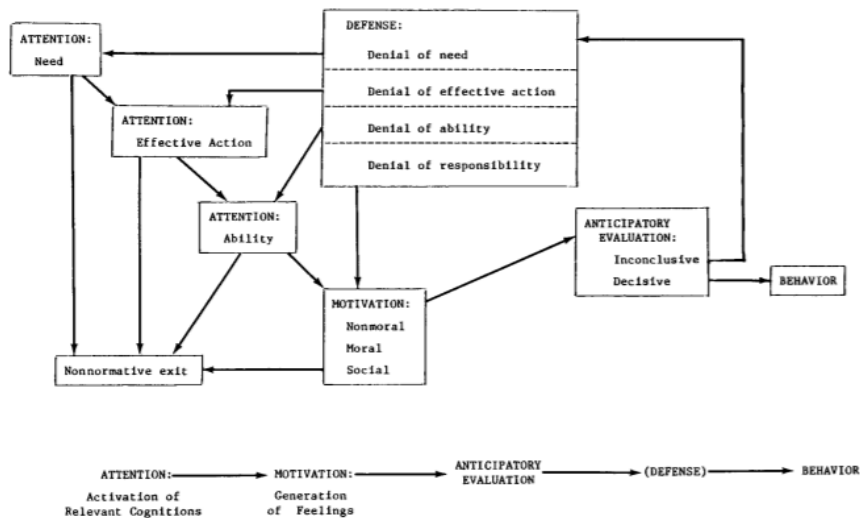 ATTENTION:
Need
DEFENSE:
Denial of need
Denial of effective action
Denial of ability
Denial of responsibility
ATTENTION:
Effective Action
ATTENTION:
Ability
ANTICIPATORY
EVALUATION:
Inconclusive
Decisive
BEHAVIOR
MOTIVATION:
Nonmoral
Moral
Social
Nonnormative exit
ATTENTION:
Activation of
Relevant Cognitions
MOTIVATION:
Generation
of Feelings
ANTICIPATORY
EVALUATION
(DEFENSE)
BEHAVIOR